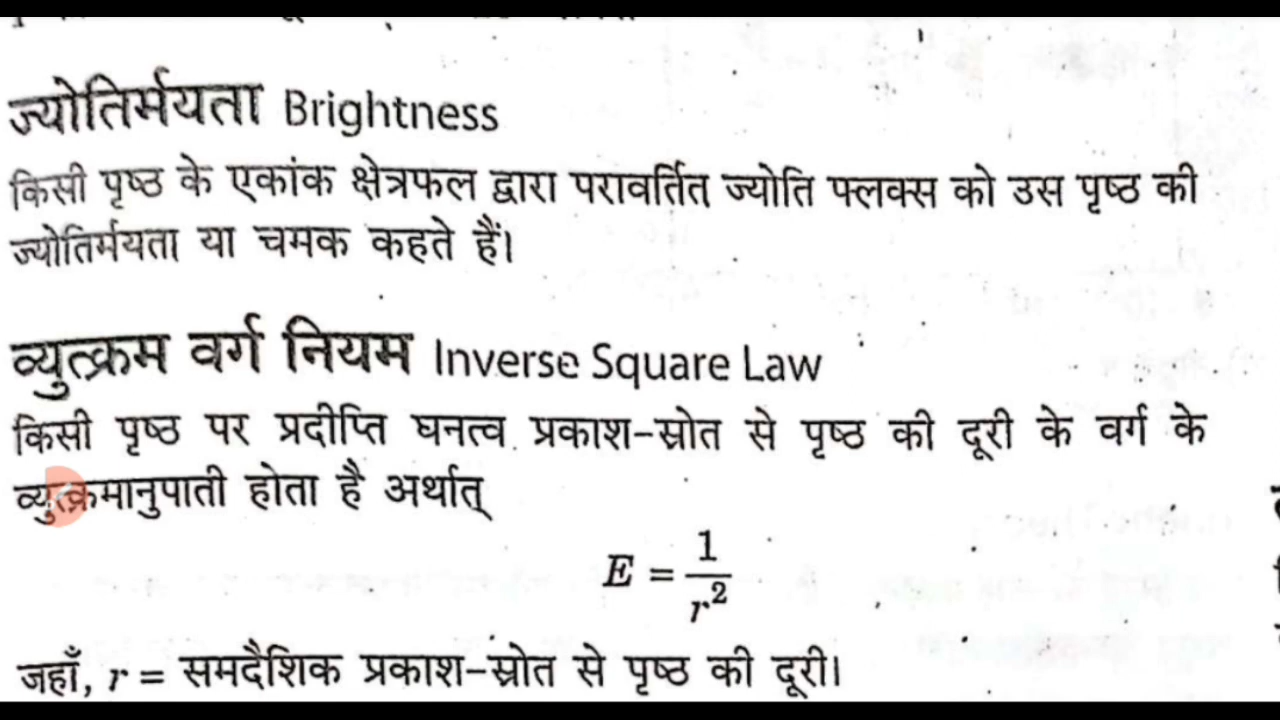 ज्योतिर्मयता Brightness
किसी पृष्ठ के एकांक क्षेत्रफल द्वारा परावर्तित ज्योति फ्लक्स को उस पृष्ठ की
ज्योतिर्मयता या चमक कहते हैं।
व्युत्क्रम वर्ग नियम Inverse Square Law
किसी पृष्ठ पर प्रदीप्ति घनत्व प्रकाश-स्रोत से पृष्ठ की दूरी के वर्ग के
व्युत्क्रमानुपाती होता है अर्थात्
E = 1/r²
जहाँ, r = समदैशिक प्रकाश-स्रोत से पृष्ठ की दूरी।